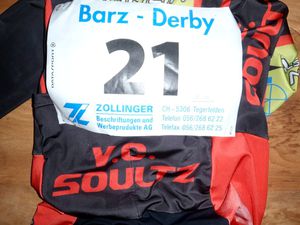 Barz - Derby
21
ZOLLINGER
Beschriftungen und
Werbeprodukte AG
CH - 5306 Tegerfelden
Telefon 056/268 62 22
Telefax 056/268 62 25
V.C.
SOULTZ